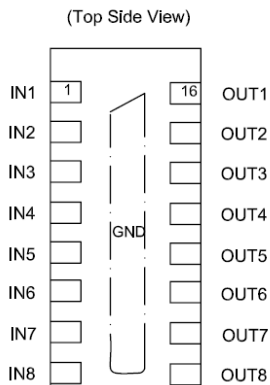 (Top Side View)
IN1 1 16 OUT1
IN2 OUT2
IN3 OUT3
IN4 OUT4
GND
IN5 OUT5
IN6 OUT6
IN7 OUT7
IN8 OUT8